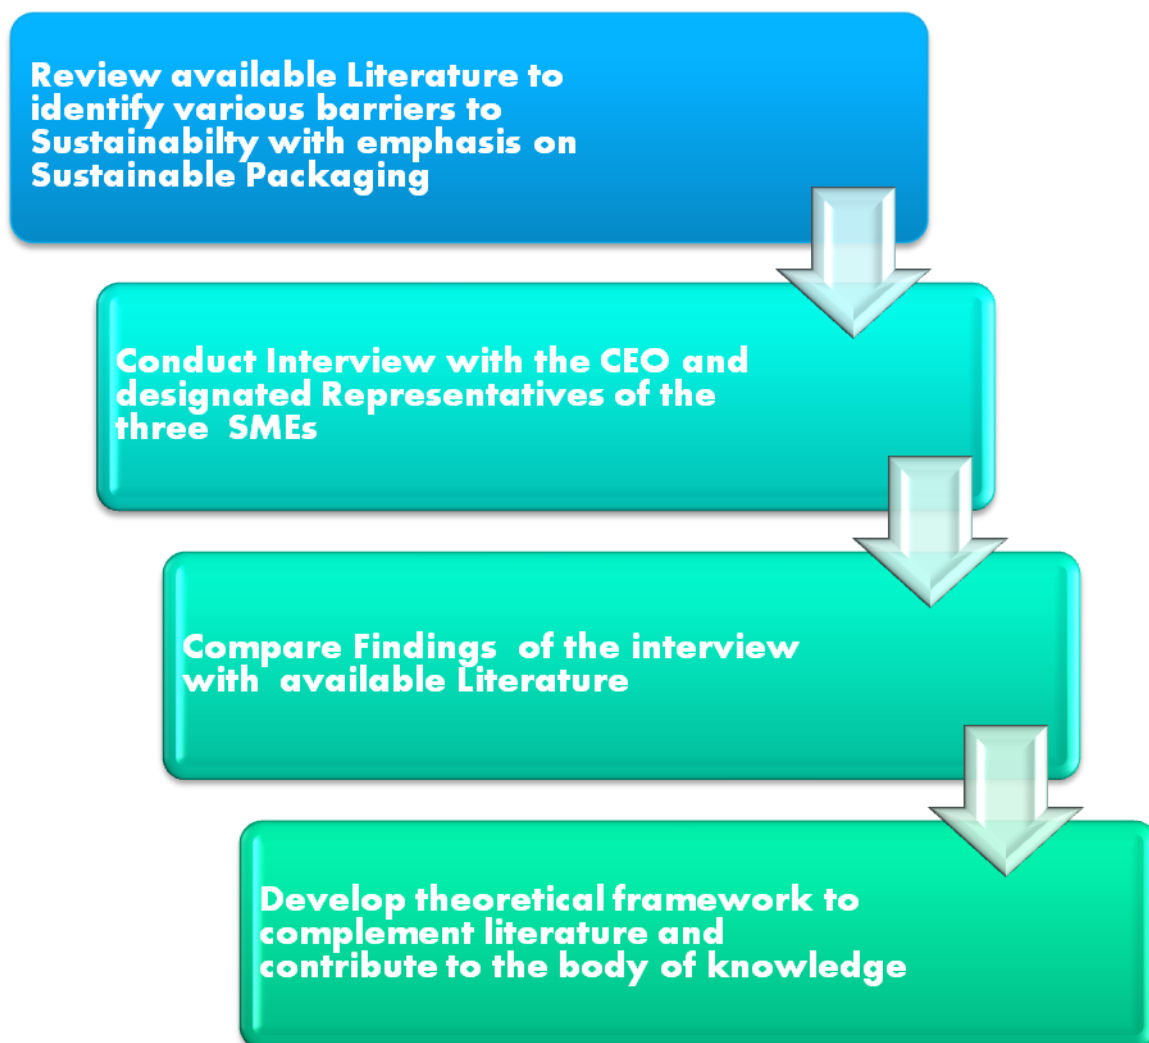 Review available Literature to
identify various barriers to
Sustainabilty with emphasis on
Sustainable Packaging
Conduct Interview with the CEO and
designated Representatives of the
three  SMEs
Compare Findings  of the interview
with  available Literature
Develop theoretical framework to
complement literature and
contribute to the body of knowledge